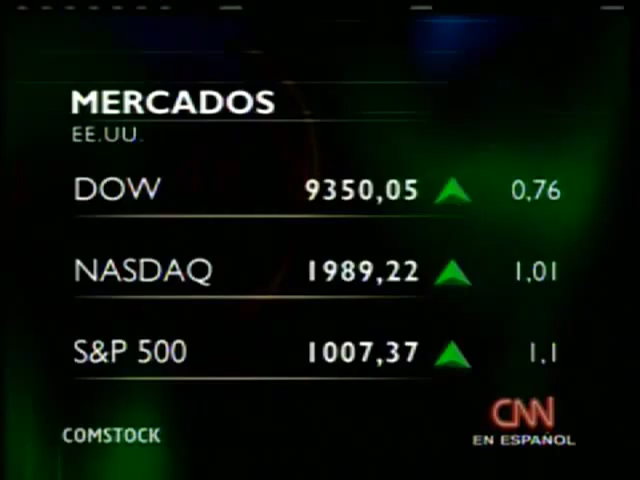 MERCADOS
EE.UU.
DOW 9350,05 0,76
NASDAQ 1989,22 1,01
S&P 500 1007,37 1,1
COMSTOCK
CNN
EN ESPAÑOL